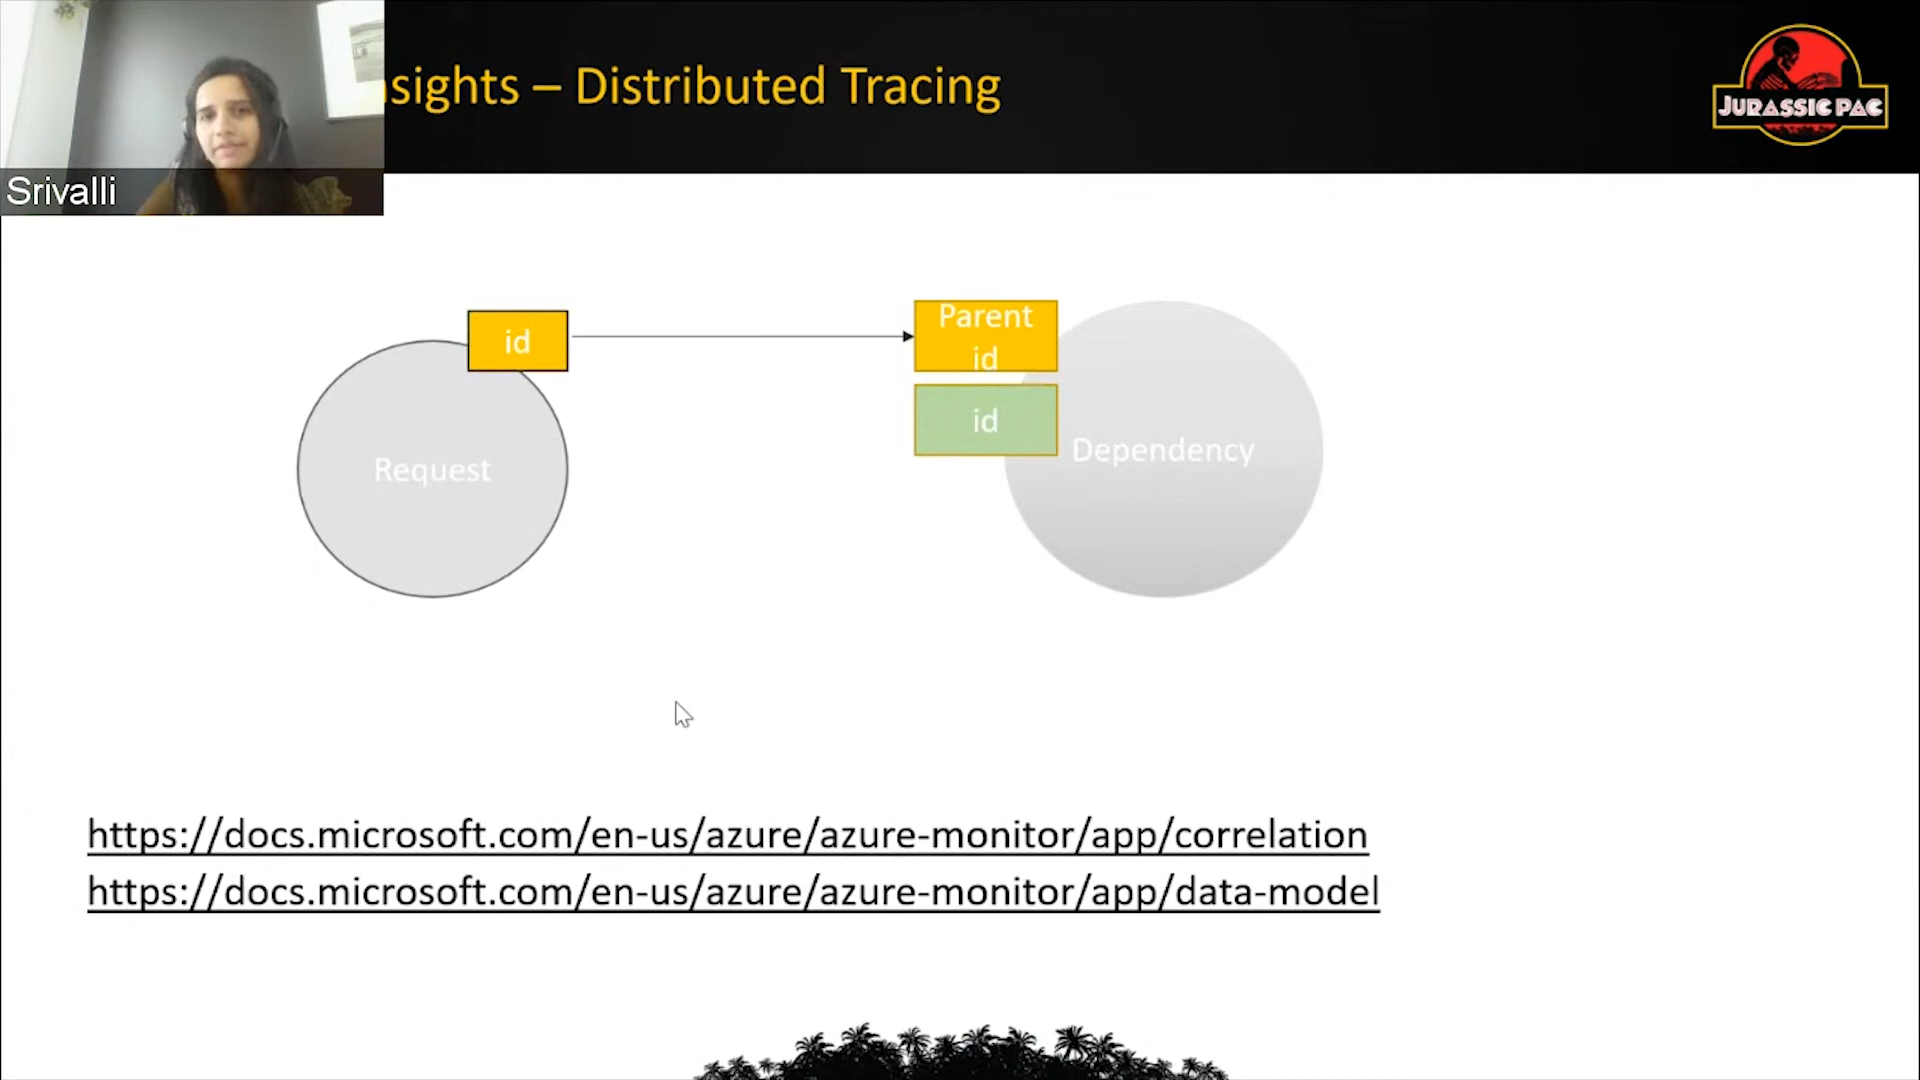 nsights – Distributed Tracing
JURASSIC PAC
Srivalli
id
Parent
id
id
Request
Dependency
https://docs.microsoft.com/en-us/azure/azure-monitor/app/correlation
https://docs.microsoft.com/en-us/azure/azure-monitor/app/data-model